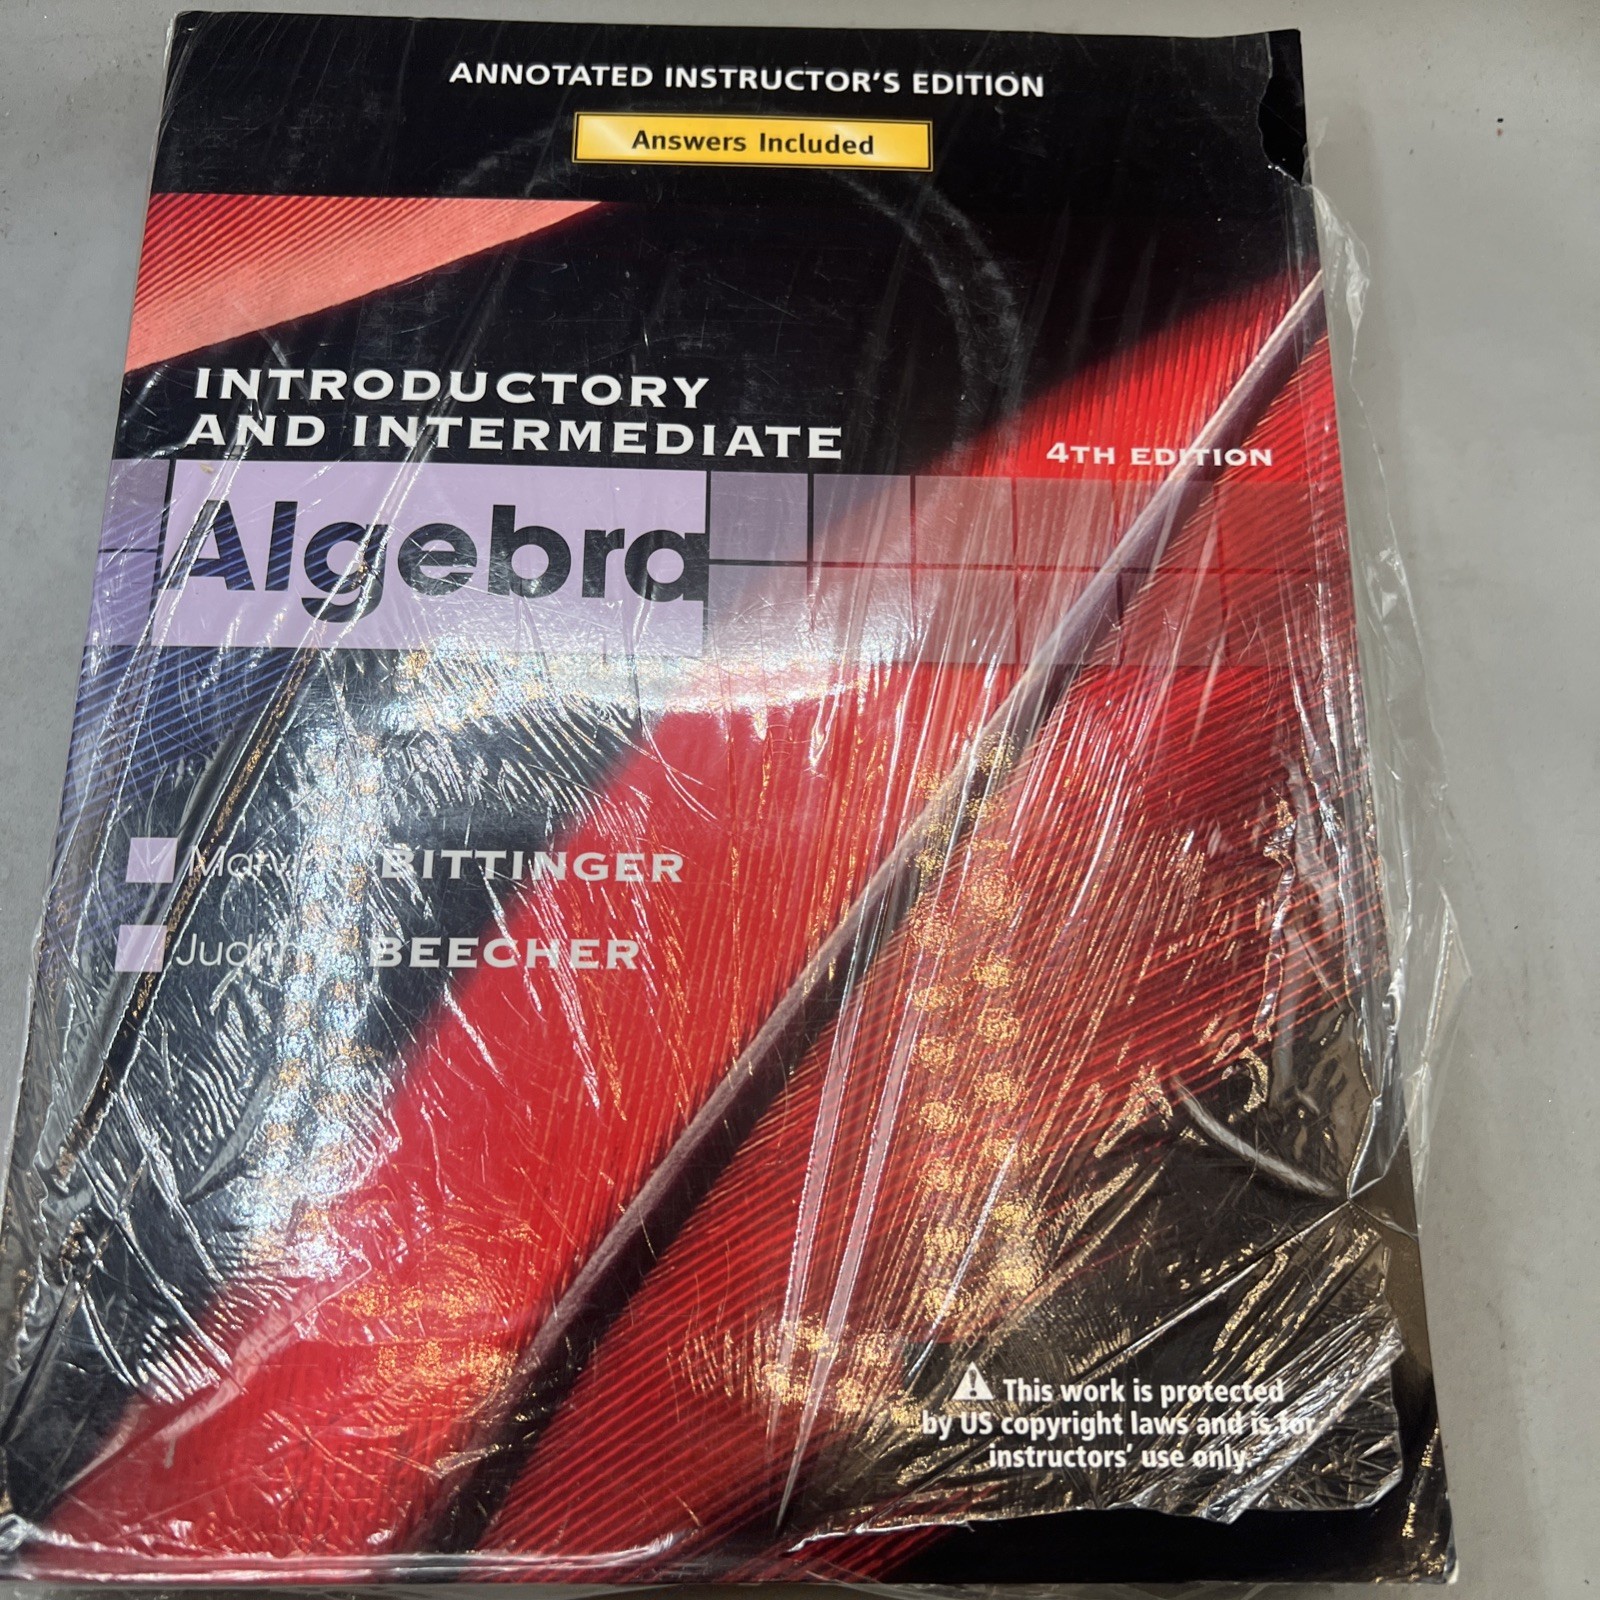 ANNOTATED INSTRUCTOR'S EDITION
Answers Included
INTRODUCTORY
AND INTERMEDIATE
4TH EDITION
Algebra
BITTINGER
Judith BEECHER
This work is protected
by US copyright laws and is for
instructors' use only.